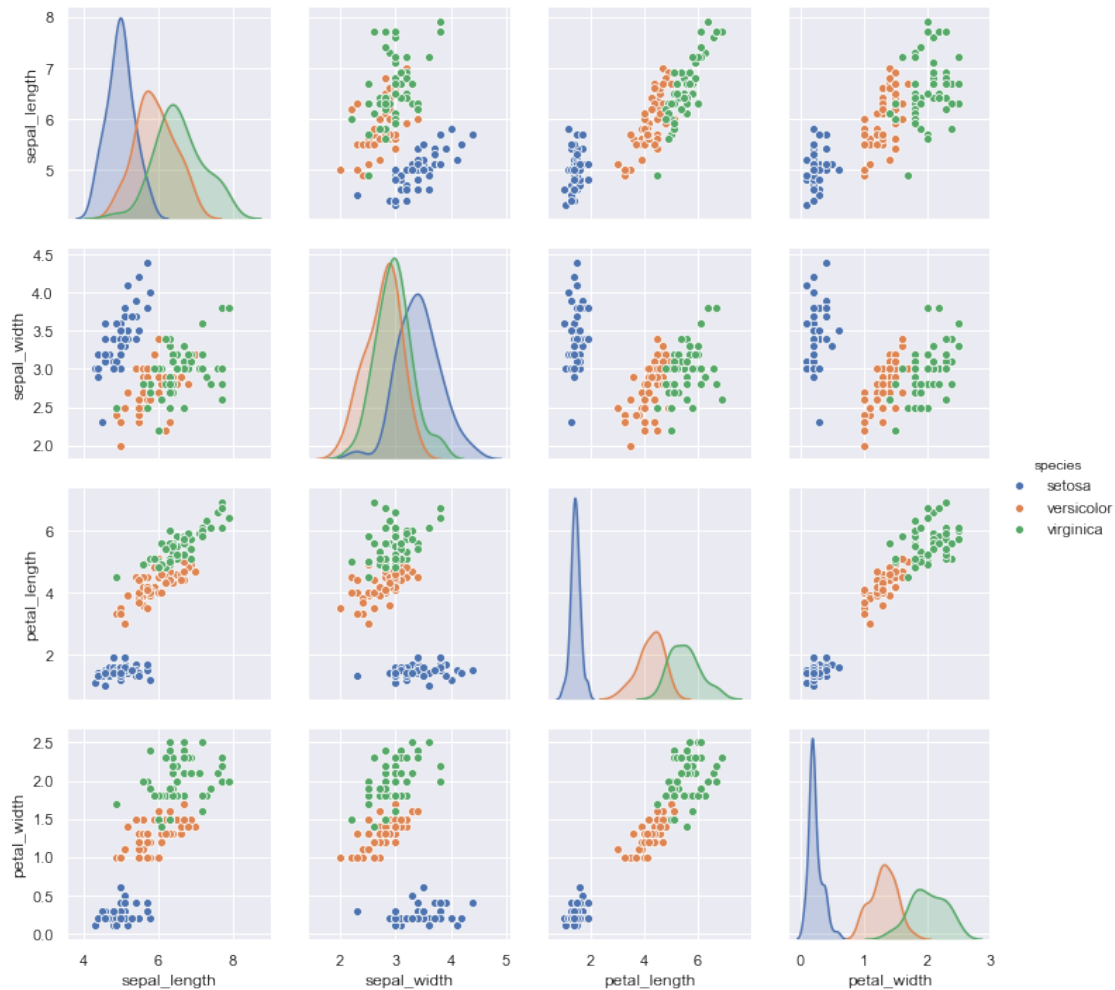 8
7
6
5
sepal_length
4.5
4.0
3.5
3.0
2.5
2.0
sepal_width
species
setosa
versicolor
virginica
6
4
2
petal_length
2.5
2.0
1.5
1.0
0.5
0.0
petal_width
4 6 8
2 3 4 5
2 4 6
0 1 2 3
sepal_length sepal_width petal_length petal_width